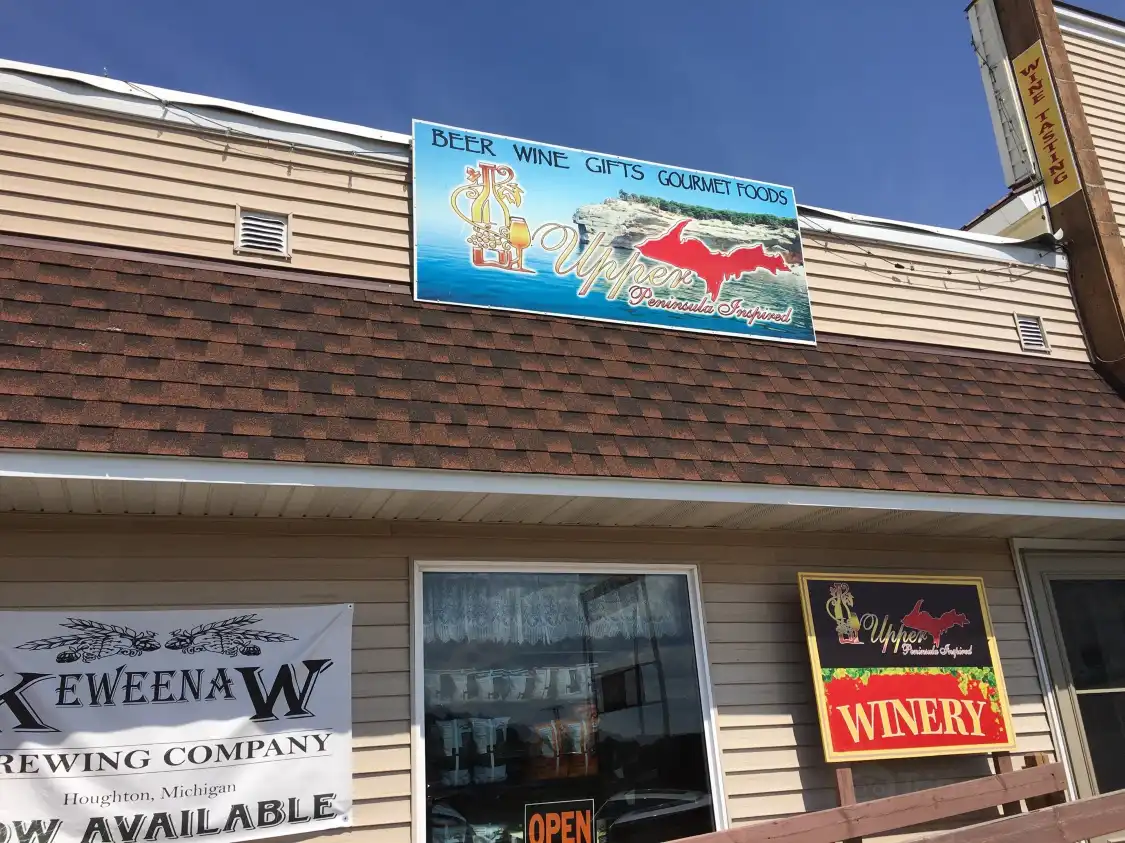 BEER WINE GIFTS GOURMET FOODS
Upper
Peninsula Inspired
WINE TASTING
KEWEENAW
REWING COMPANY
Houghton, Michigan
OW AVAILABLE
OPEN
Upper
Peninsula Inspired
WINERY